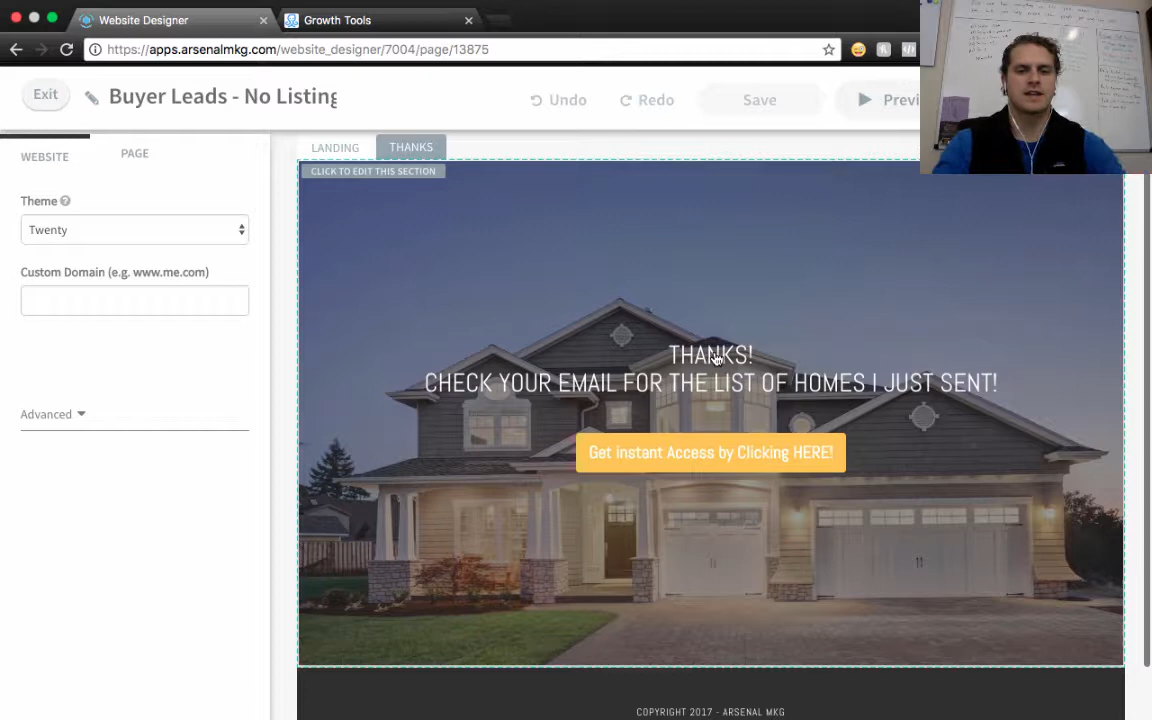 Website Designer
Growth Tools
https://apps.arsenalmkg.com/website_designer/7004/page/13875
Exit
Buyer Leads - No Listing
Undo
Redo
Save
Previ
WEBSITE
PAGE
LANDING
THANKS
CLICK TO EDIT THIS SECTION
Theme
Twenty
Custom Domain (e.g. www.me.com)
Advanced
THANKS!
CHECK YOUR EMAIL FOR THE LIST OF HOMES I JUST SENT!
Get instant Access by Clicking HERE!
COPYRIGHT 2017 - ARSENAL MKG